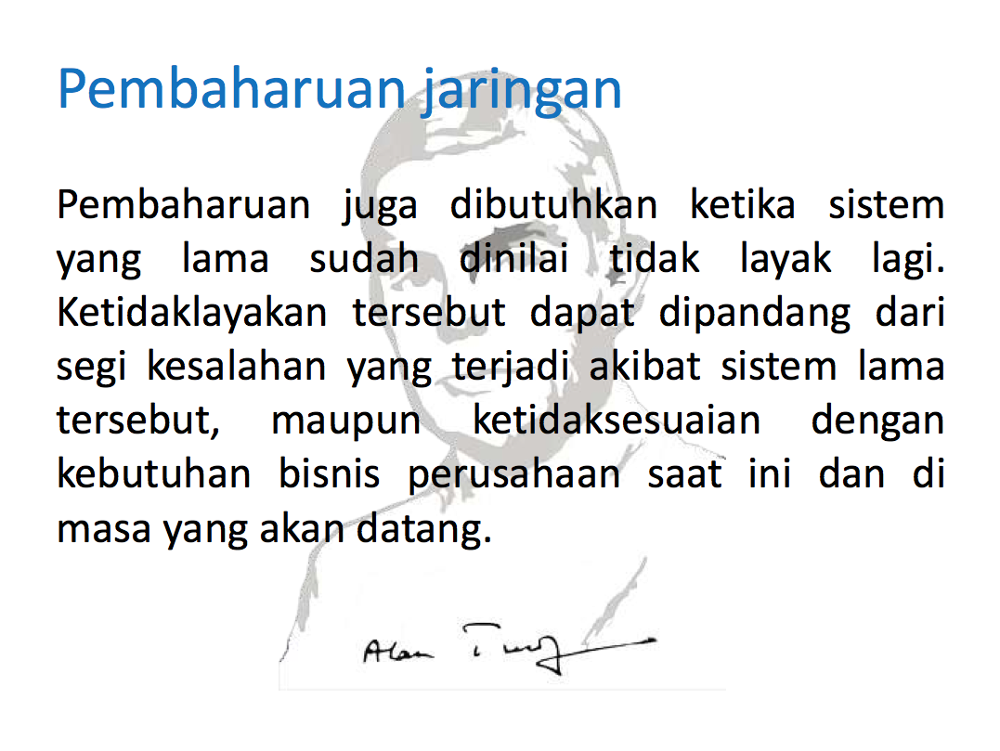 Pembaharuan jaringan
Pembaharuan juga dibutuhkan ketika sistem
yang lama sudah dinilai tidak layak lagi.
Ketidaklayakan tersebut dapat dipandang dari
segi kesalahan yang terjadi akibat sistem lama
tersebut, maupun ketidaksesuaian dengan
kebutuhan bisnis perusahaan saat ini dan di
masa yang akan datang.
Alan Turing